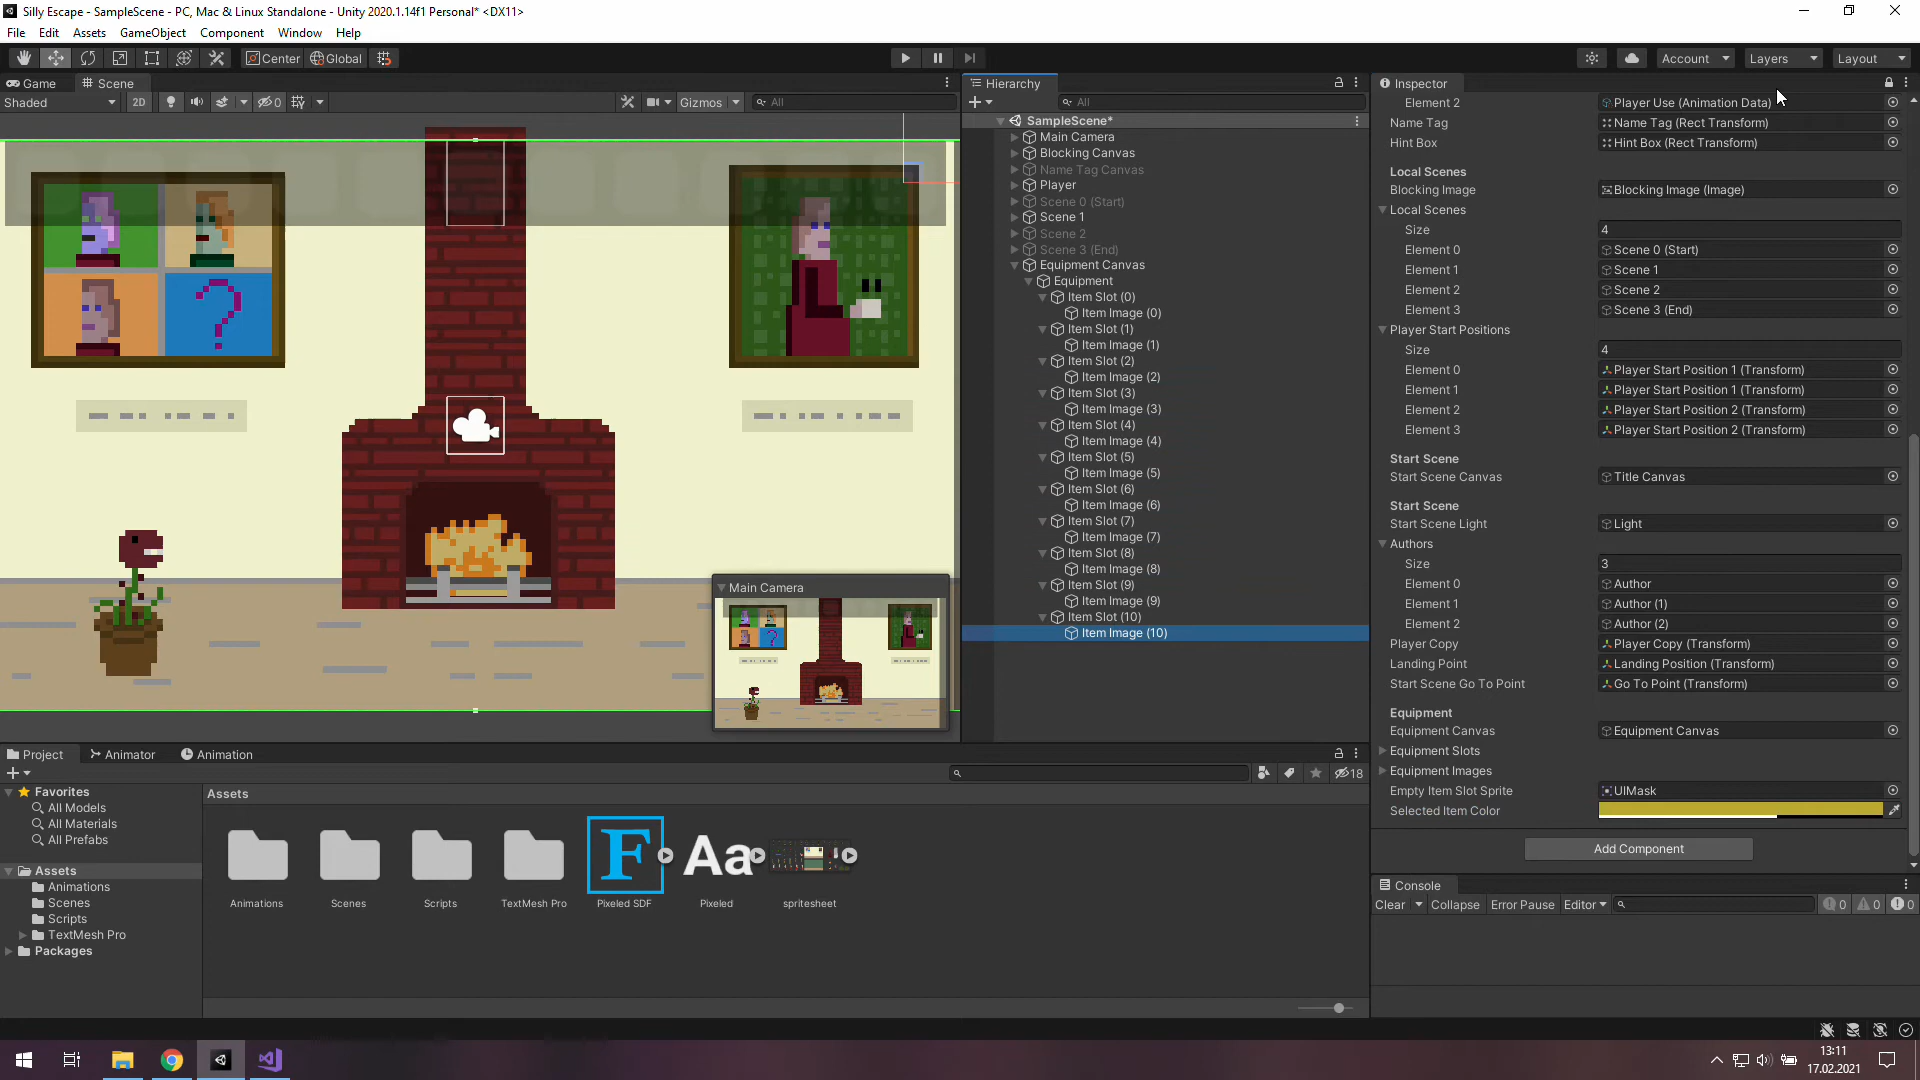 Silly Escape - SampleScene - PC, Mac & Linux Standalone - Unity 2020.1.14f1 Personal* <DX11>
File Edit Assets GameObject Component Window Help
Center Global
Account Layers Layout
Game Scene
Shaded 2D 0 Gizmos All
Main Camera
Hierarchy
All
SampleScene*
Main Camera
Blocking Canvas
Name Tag Canvas
Player
Scene 0 (Start)
Scene 1
Scene 2
Scene 3 (End)
Equipment Canvas
Equipment
Item Slot (0)
Item Image (0)
Item Slot (1)
Item Image (1)
Item Slot (2)
Item Image (2)
Item Slot (3)
Item Image (3)
Item Slot (4)
Item Image (4)
Item Slot (5)
Item Image (5)
Item Slot (6)
Item Image (6)
Item Slot (7)
Item Image (7)
Item Slot (8)
Item Image (8)
Item Slot (9)
Item Image (9)
Item Slot (10)
Item Image (10)
Inspector
Element 2 Player Use (Animation Data)
Name Tag Name Tag (Rect Transform)
Hint Box Hint Box (Rect Transform)
Local Scenes
Blocking Image Blocking Image (Image)
Local Scenes
Size 4
Element 0 Scene 0 (Start)
Element 1 Scene 1
Element 2 Scene 2
Element 3 Scene 3 (End)
Player Start Positions
Size 4
Element 0 Player Start Position 1 (Transform)
Element 1 Player Start Position 1 (Transform)
Element 2 Player Start Position 2 (Transform)
Element 3 Player Start Position 2 (Transform)
Start Scene
Start Scene Canvas Title Canvas
Start Scene
Start Scene Light Light
Authors
Size 3
Element 0 Author
Element 1 Author (1)
Element 2 Author (2)
Player Copy Player Copy (Transform)
Landing Point Landing Position (Transform)
Start Scene Go To Point Go To Point (Transform)
Equipment
Equipment Canvas Equipment Canvas
Equipment Slots
Equipment Images
Empty Item Slot Sprite UIMask
Selected Item Color
Add Component
Project Animator Animation
18
Favorites
All Models
All Materials
All Prefabs
Assets
Animations
Scenes
Scripts
TextMesh Pro
Packages
Assets
F Aa
Animations Scenes Scripts TextMesh Pro Pixeled SDF Pixeled spritesheet
Console
Clear Collapse Error Pause Editor 0 0 0
13:11
17.02.2021